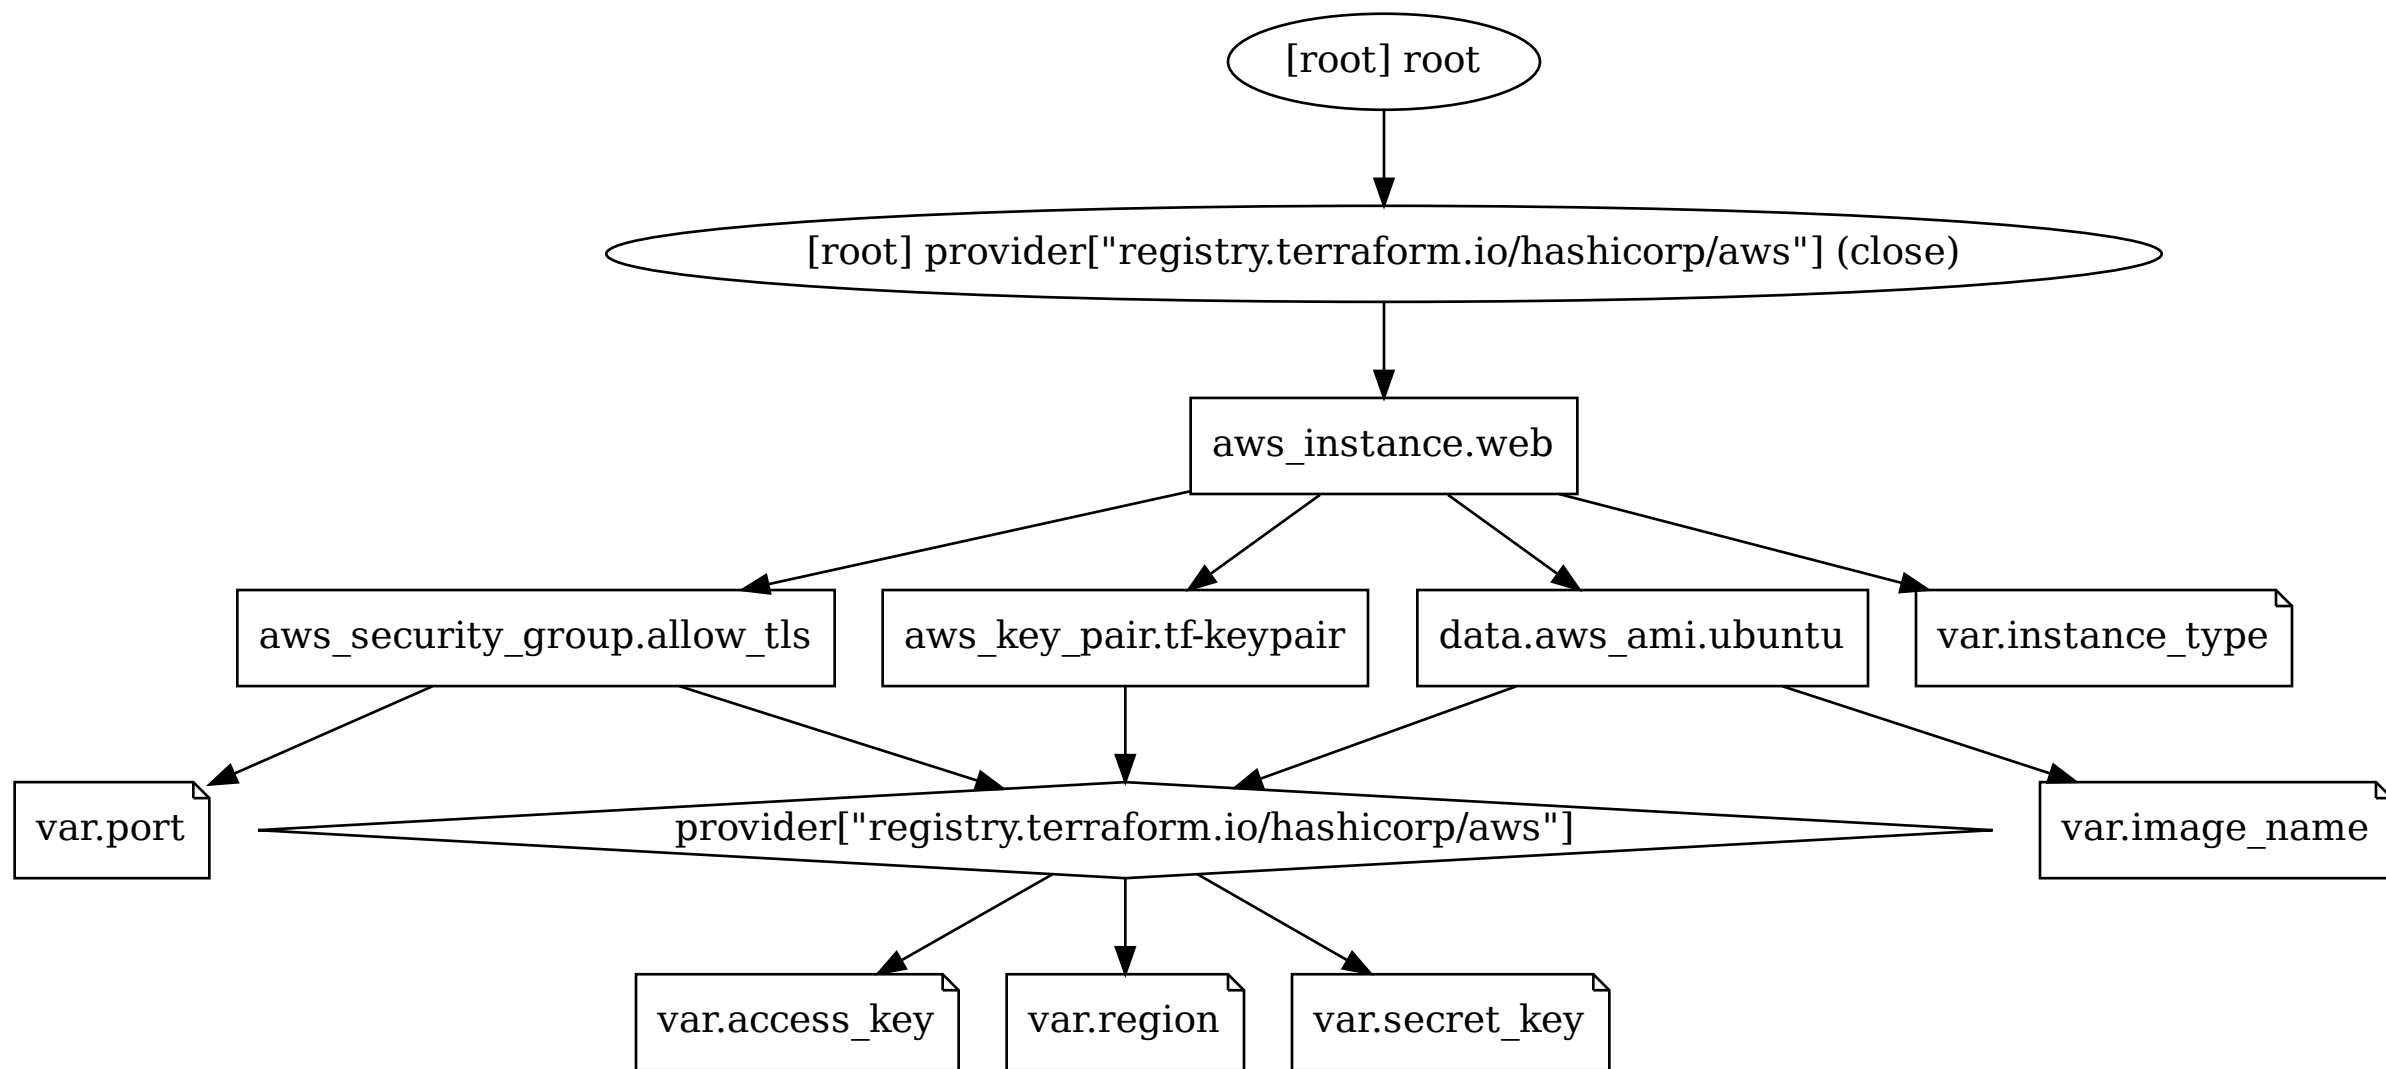 [root] root
[root] provider["registry.terraform.io/hashicorp/aws"] (close)
aws_instance.web
aws_security_group.allow_tls
aws_key_pair.tf-keypair
data.aws_ami.ubuntu
var.instance_type
var.port
provider["registry.terraform.io/hashicorp/aws"]
var.image_name
var.access_key
var.region
var.secret_key